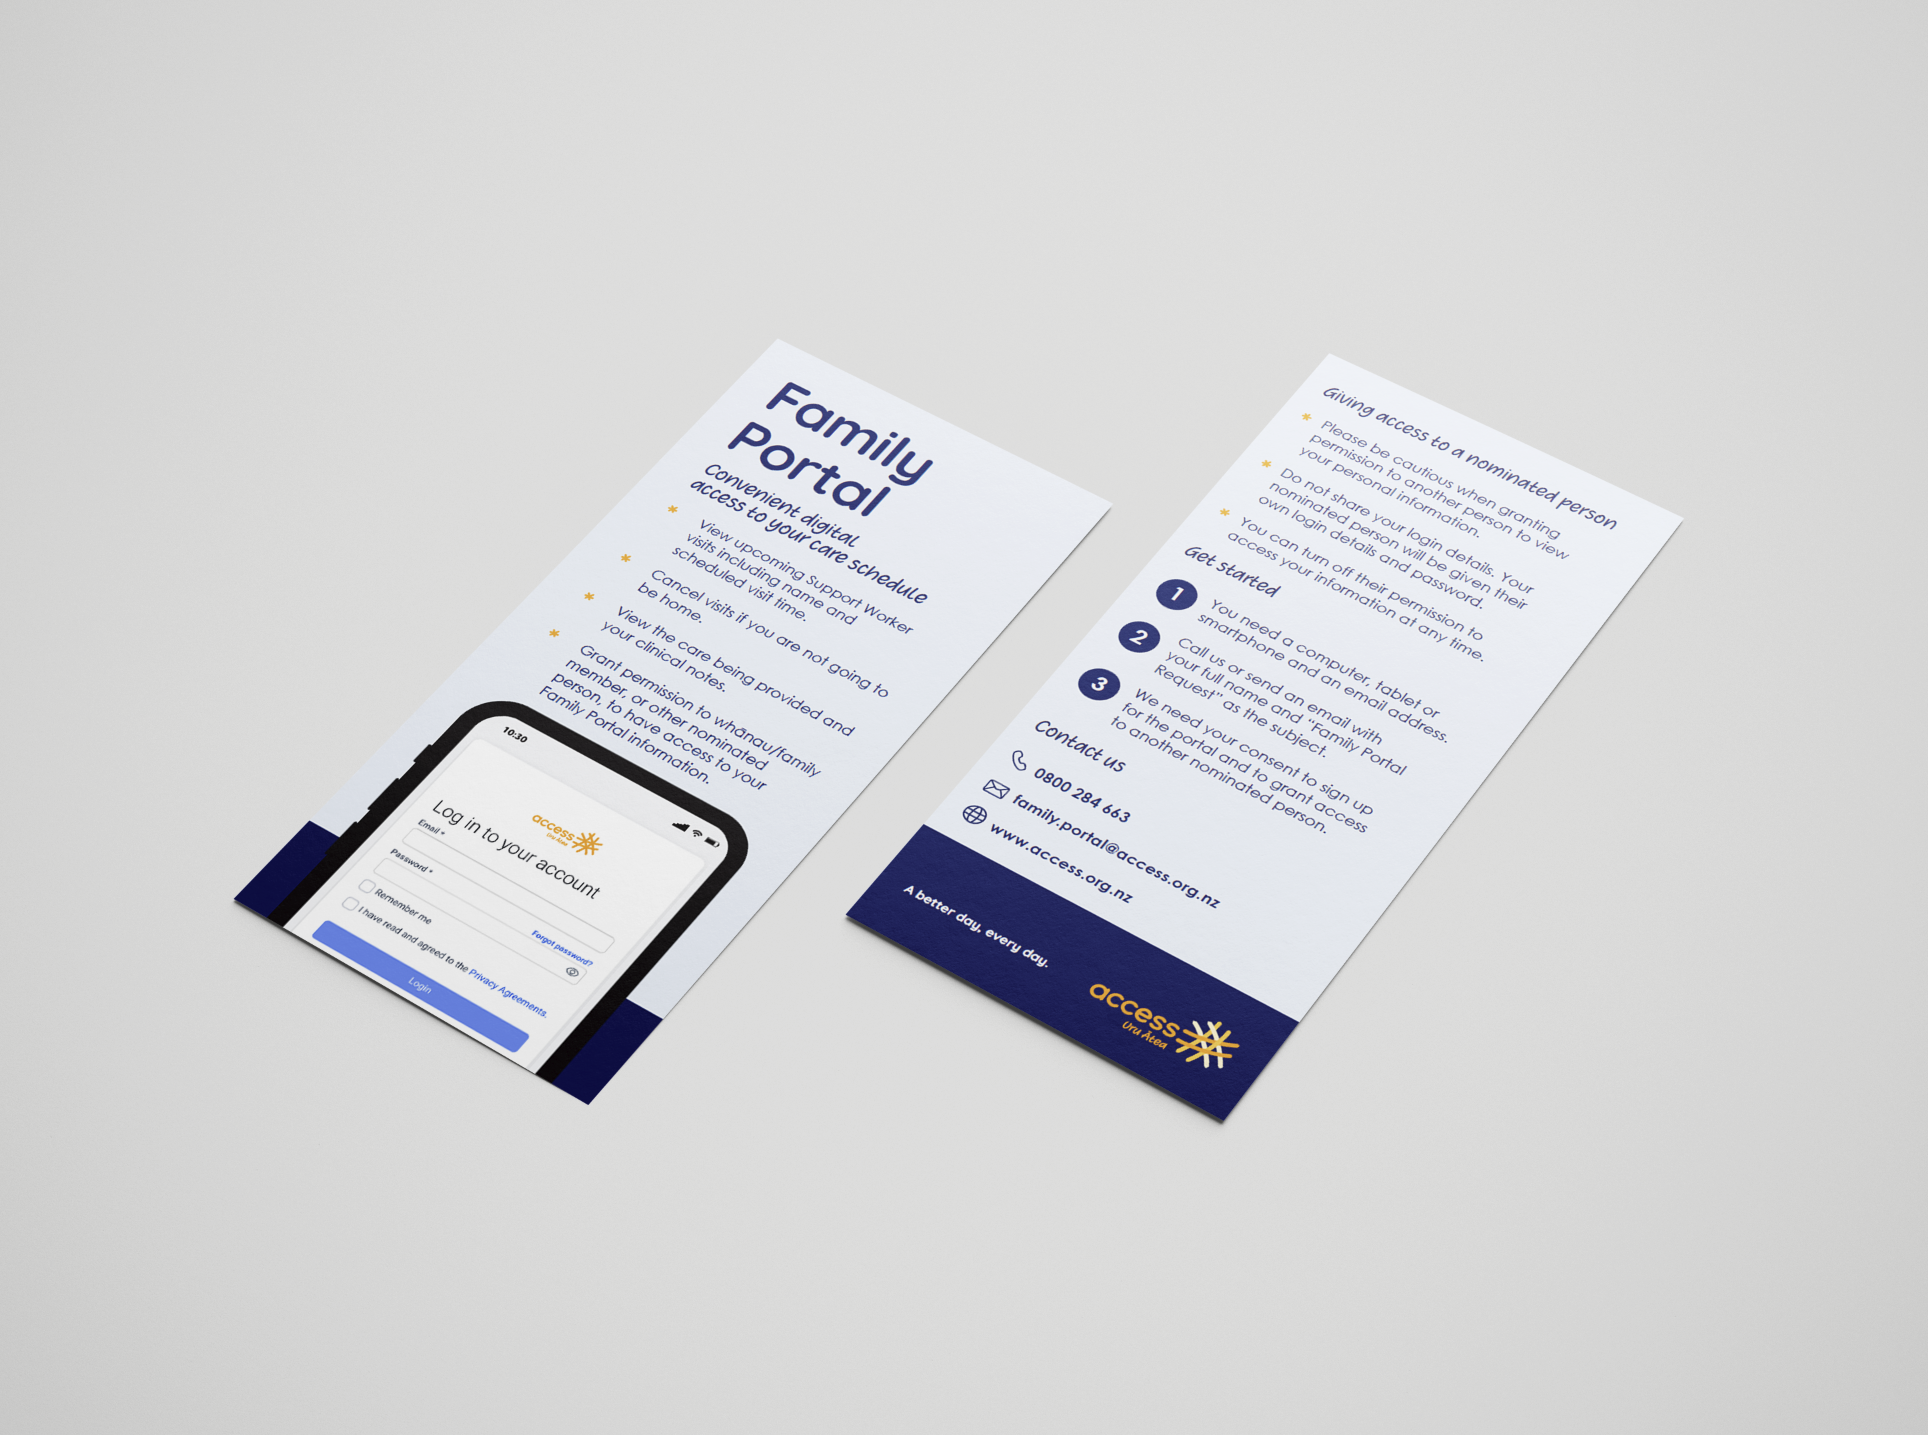 Family
Portal
Convenient digital
access to your care schedule
View upcoming Support Worker
visits including name and
scheduled visit time.
Cancel visits if you are not going to
be home.
View the care being provided and
your clinical notes.
Grant permission to whānau/family
member, or other nominated
person, to have access to your
Family Portal information.
10:30
access
Uru Ātea
Log in to your account
Email *
Password *
Forgot password?
Remember me
I have read and agreed to the Privacy Agreements.
Login
Giving access to a nominated person
Please be cautious when granting
permission to another person to view
your personal information.
Do not share your login details. Your
nominated person will be given their
own login details and password.
You can turn off their permission to
access your information at any time.
Get started
1
You need a computer, tablet or
smartphone and an email address.
2
Call us or send an email with
your full name and "Family Portal
Request" as the subject.
3
We need your consent to sign up
for the portal and to grant access
to another nominated person.
Contact us
0800 284 663
family.portal@access.org.nz
www.access.org.nz
A better day, every day.
access
Uru Ātea